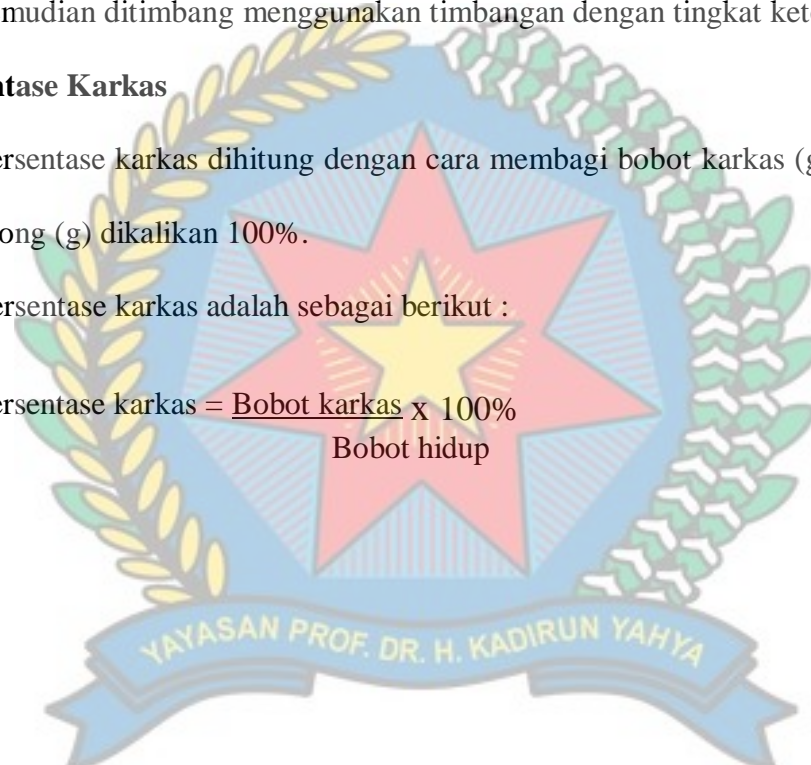 mudian ditimbang menggunakan timbangan dengan tingkat ket
ntase Karkas
ersentase karkas dihitung dengan cara membagi bobot karkas (g
ong (g) dikalikan 100%.
ersentase karkas adalah sebagai berikut :
ersentase karkas = Bobot karkas x 100%
Bobot hidup
YAYASAN PROF. DR. H. KADIRUN YAHYA